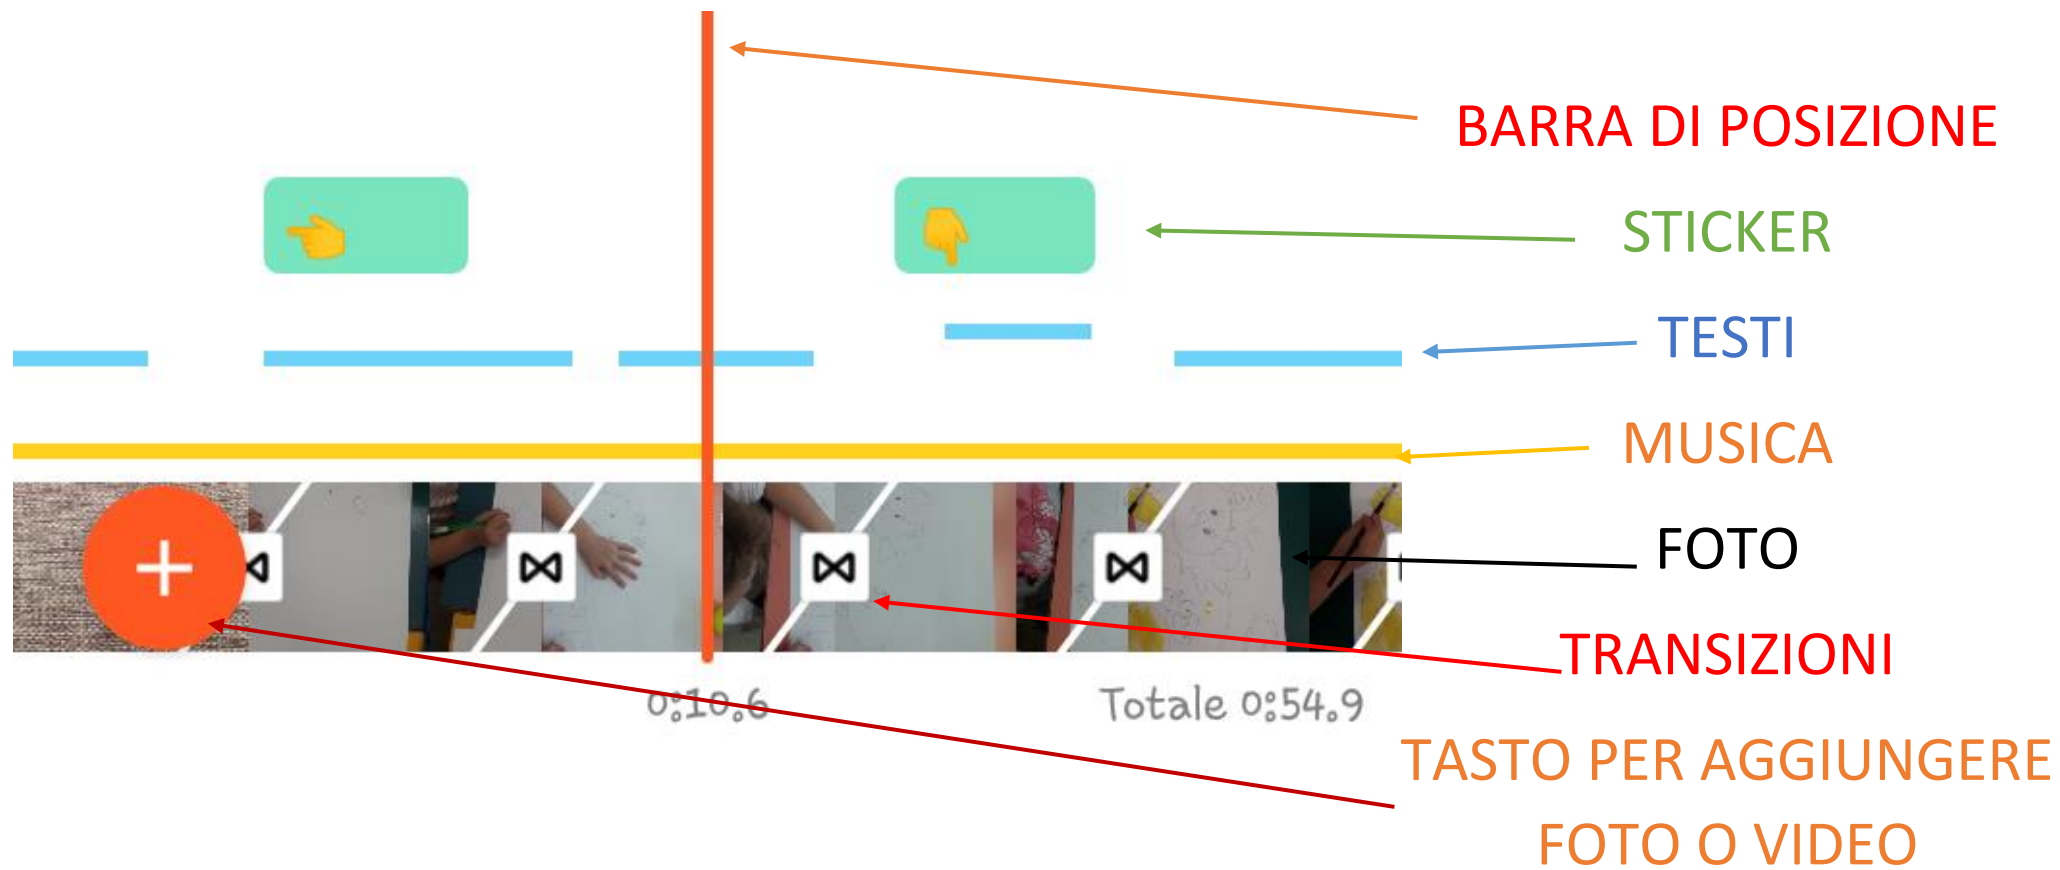 BARRA DI POSIZIONE
STICKER
TESTI
MUSICA
FOTO
TRANSIZIONI
0:10.6
Totale 0:54.9
TASTO PER AGGIUNGERE
FOTO O VIDEO